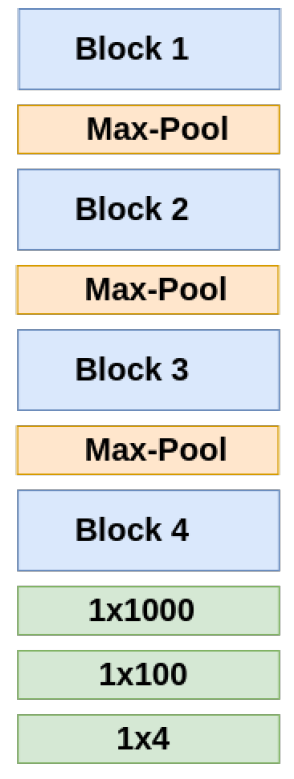 Block 1
Max-Pool
Block 2
Max-Pool
Block 3
Max-Pool
Block 4
1x1000
1x100
1x4